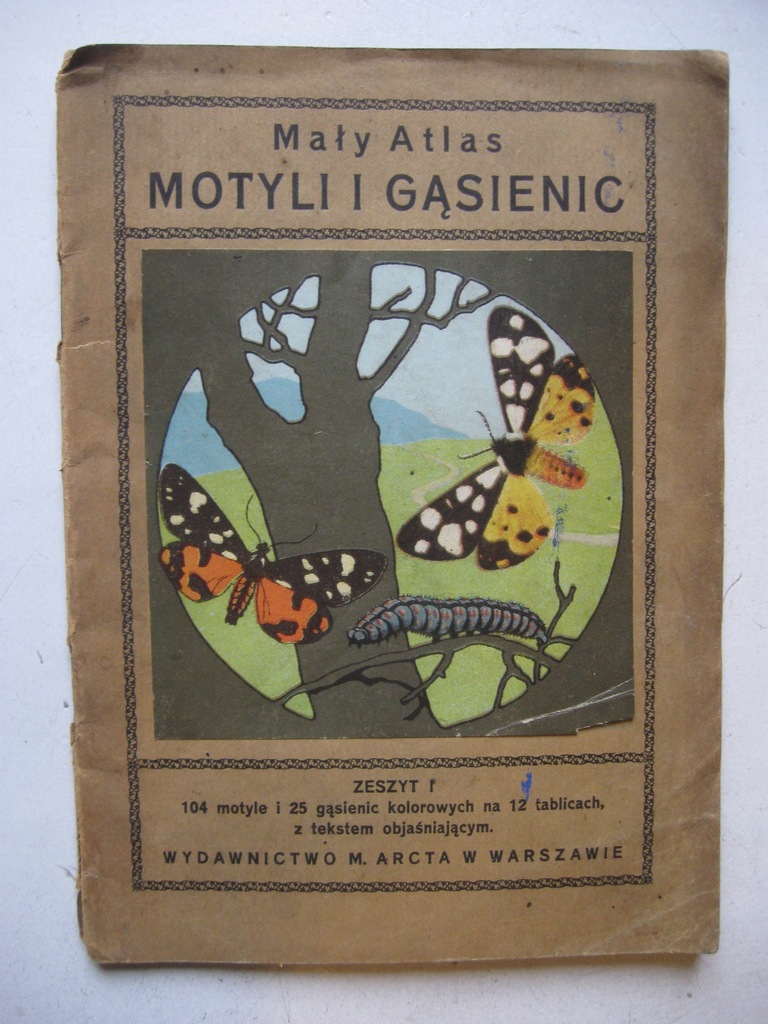 Mały Atlas
MOTYLI I GĄSIENIC
ZESZYT I
104 motyle i 25 gąsienic kolorowych na 12 tablicach,
z tekstem objaśniającym.
WYDAWNICTWO M. ARCTA W WARSZAWIE